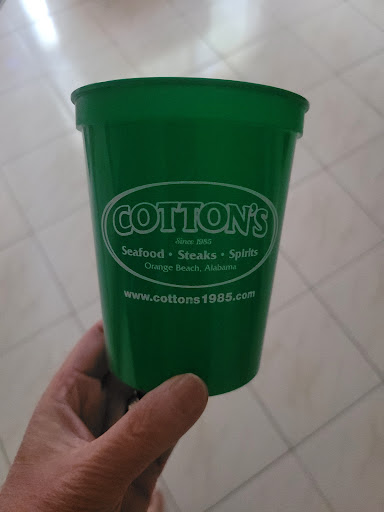 COTTON'S
Since 1985
Seafood • Steaks • Spirits
Orange Beach, Alabama
www.cottons1985.com